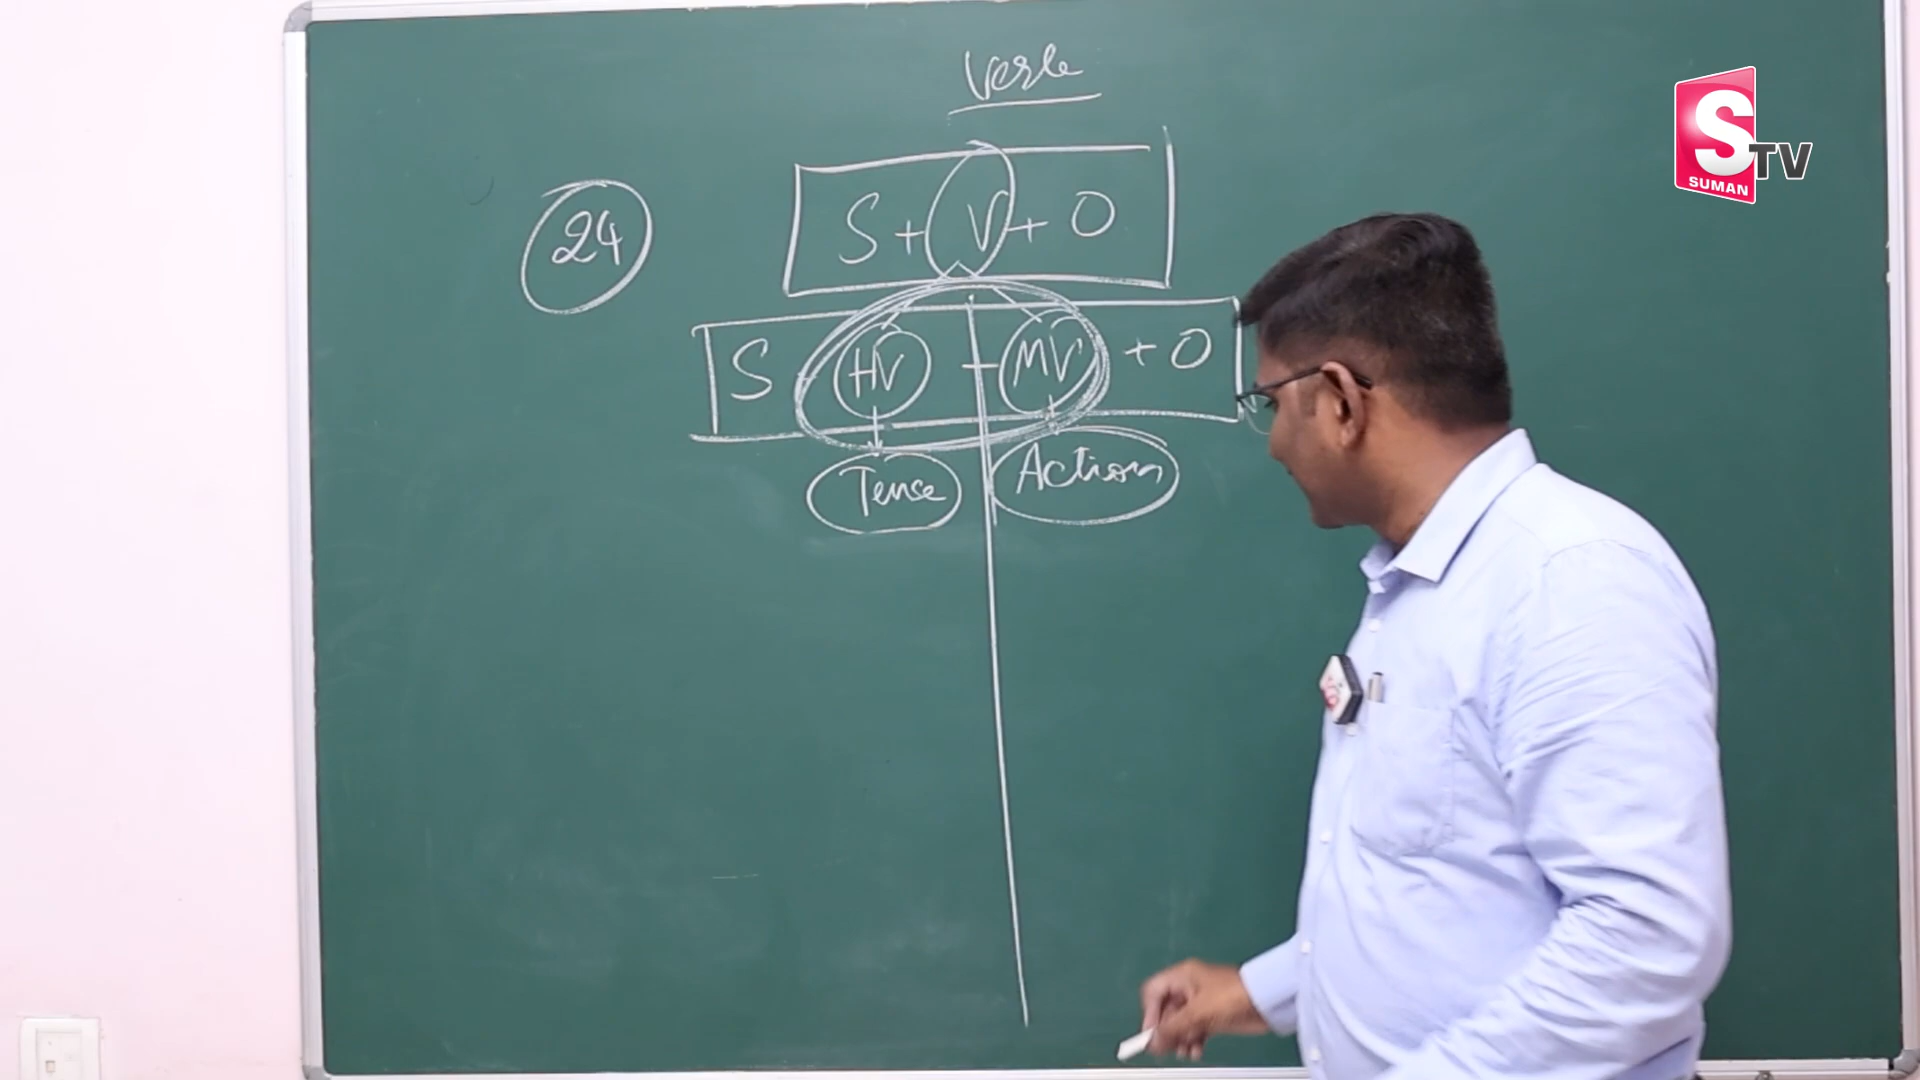 Verb
24
S + V + O
S + HV + MV + O
Tense
Action
S TV
SUMAN